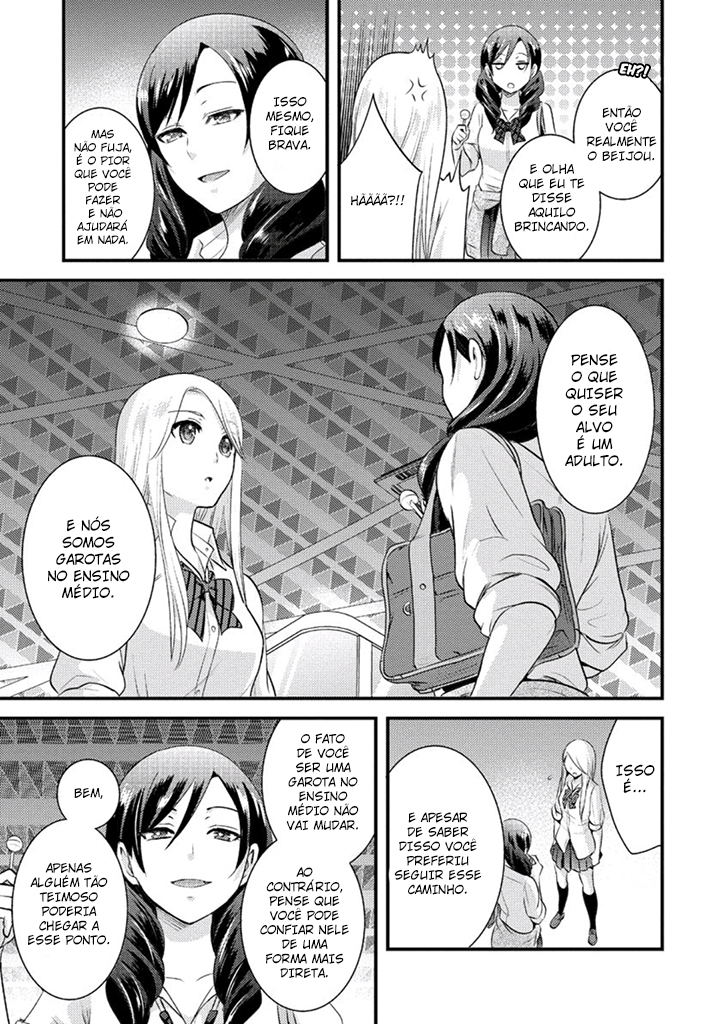 EH?!
ENTÃO
VOCÊ
REALMENTE
O BEIJOU.
E OLHA
QUE EU TE
DISSE
AQUILO
BRINCANDO.
HÃÃÃÃ?!!
ISSO
MESMO,
FIQUE
BRAVA.
MAS
NÃO FUJA,
É O PIOR
QUE VOCÊ
PODE
FAZER
E NÃO
AJUDARÁ
EM NADA.
PENSE
O QUE
QUISER
O SEU
ALVO
É UM
ADULTO.
E NÓS
SOMOS
GAROTAS
NO ENSINO
MÉDIO.
ISSO
É...
E APESAR
DE SABER
DISSO VOCÊ
PREFERIU
SEGUIR ESSE
CAMINHO.
O FATO
DE VOCÊ
SER UMA
GAROTA NO
ENSINO
MÉDIO NÃO
VAI MUDAR.
AO
CONTRÁRIO,
PENSE QUE
VOCÊ PODE
CONFIAR NELE
DE UMA
FORMA MAIS
DIRETA.
BEM,
APENAS
ALGUÉM TÃO
TEIMOSO
PODERIA
CHEGAR A
ESSE PONTO.